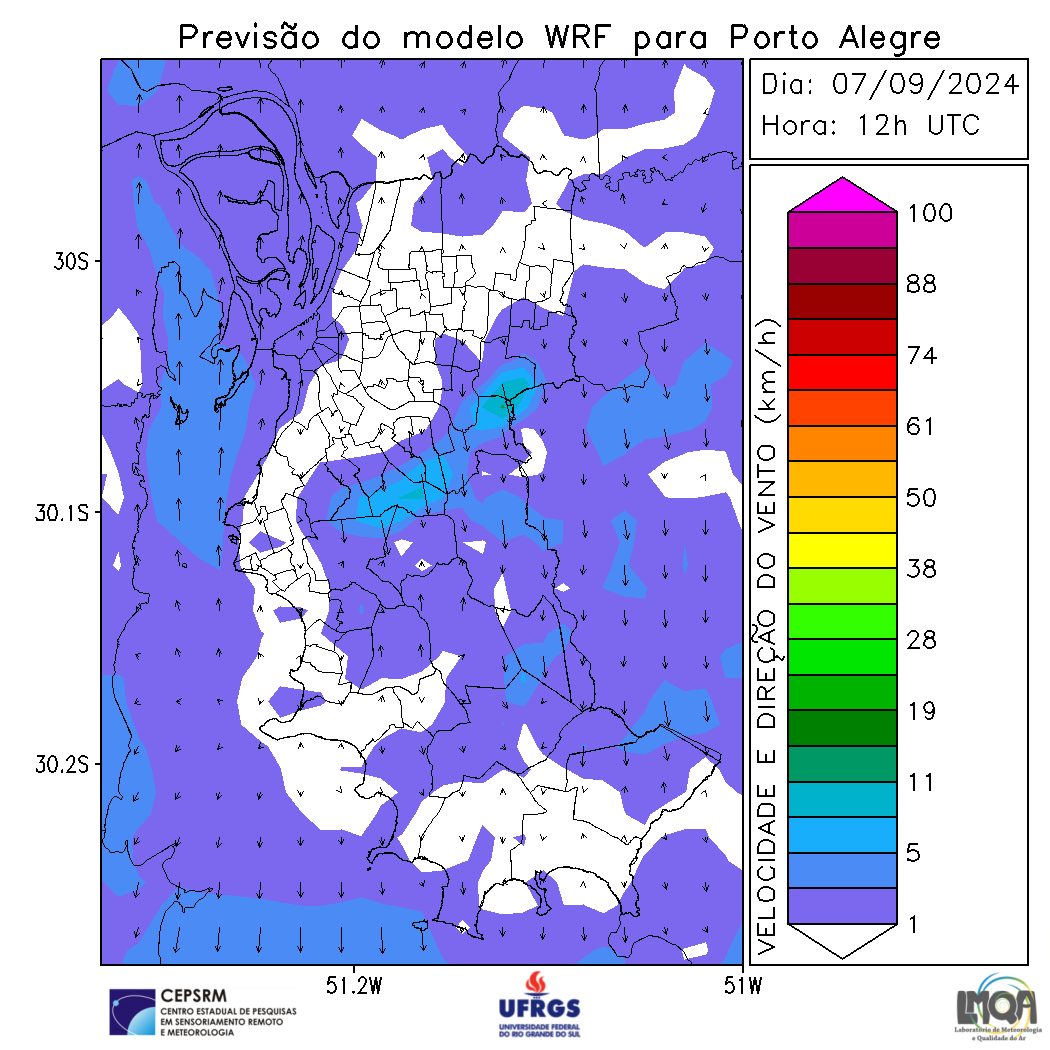 Previsão do modelo WRF para Porto Alegre
Dia: 07/09/2024
Hora: 12h UTC
30S
30.1S
30.2S
51.2W
51W
VELOCIDADE E DIREÇÃO DO VENTO (km/h)
100
88
74
61
50
38
28
19
11
5
1
CEPSRM
CENTRO ESTADUAL DE PESQUISAS
EM SENSORIAMENTO REMOTO
E METEOROLOGIA
UFRGS
UNIVERSIDADE FEDERAL
DO RIO GRANDE DO SUL
LMQA
Laboratório de Meteorologia
e Qualidade do Ar